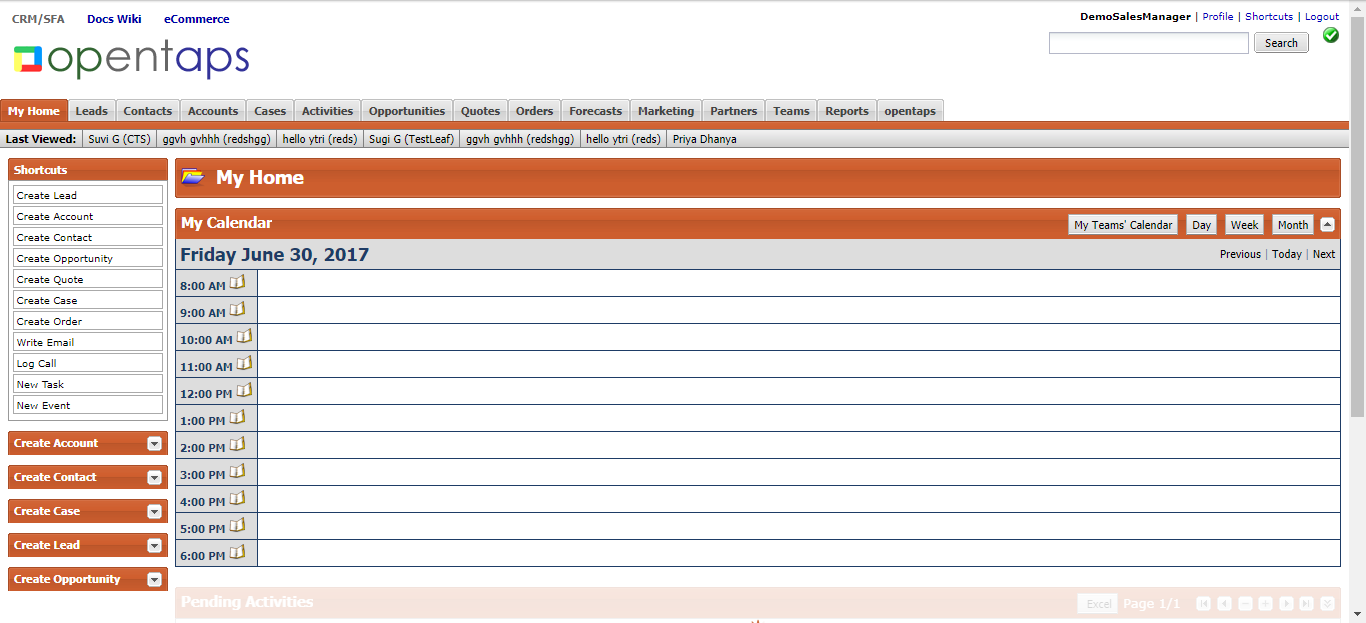 CRM/SFA Docs Wiki eCommerce
DemoSalesManager | Profile | Shortcuts | Logout
opentaps
Search
My Home Leads Contacts Accounts Cases Activities Opportunities Quotes Orders Forecasts Marketing Partners Teams Reports opentaps
Last Viewed: Suvi G (CTS) ggvh gvhhh (redshgg) hello ytri (reds) Sugi G (TestLeaf) ggvh gvhhh (redshgg) hello ytri (reds) Priya Dhanya
Shortcuts
Create Lead
Create Account
Create Contact
Create Opportunity
Create Quote
Create Case
Create Order
Write Email
Log Call
New Task
New Event
Create Account
Create Contact
Create Case
Create Lead
Create Opportunity
My Home
My Calendar My Teams' Calendar Day Week Month
Friday June 30, 2017 Previous | Today | Next
8:00 AM
9:00 AM
10:00 AM
11:00 AM
12:00 PM
1:00 PM
2:00 PM
3:00 PM
4:00 PM
5:00 PM
6:00 PM
Pending Activities Excel Page 1/1